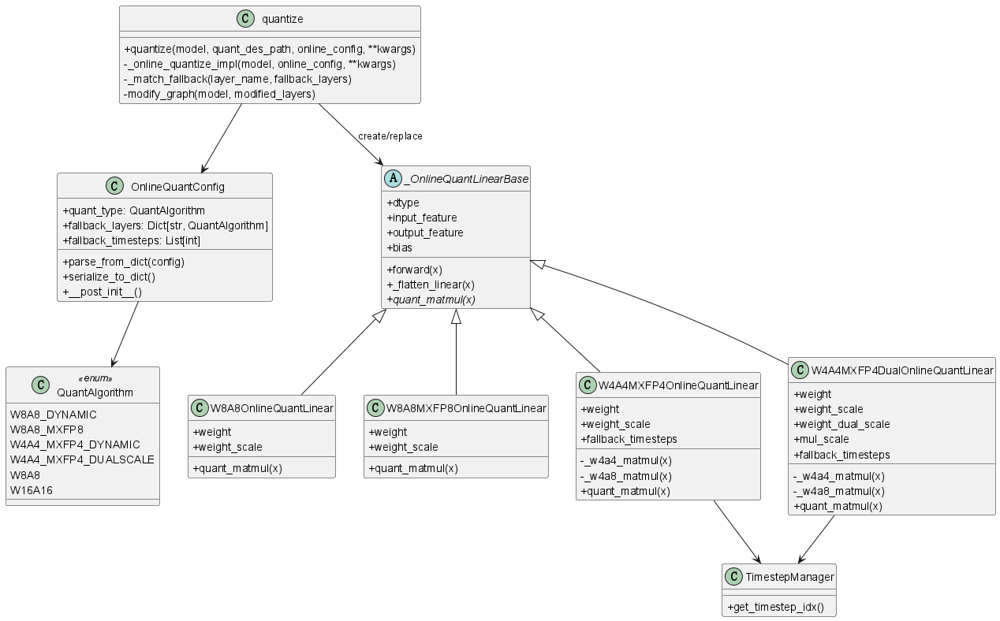 C quantize
+quantize(model, quant_des_path, online_config, **kwargs)
-_online_quantize_impl(model, online_config, **kwargs)
-_match_fallback(layer_name, fallback_layers)
-modify_graph(model, modified_layers)
create/replace
C OnlineQuantConfig
+quant_type: QuantAlgorithm
+fallback_layers: Dict[str, QuantAlgorithm]
+fallback_timesteps: List[int]
+parse_from_dict(config)
+serialize_to_dict()
+__post_init__()
A _OnlineQuantLinearBase
+dtype
+input_feature
+output_feature
+bias
+forward(x)
+_flatten_linear(x)
+quant_matmul(x)
«enum»
C QuantAlgorithm
W8A8_DYNAMIC
W8A8_MXFP8
W4A4_MXFP4_DYNAMIC
W4A4_MXFP4_DUALSCALE
W8A8
W16A16
C W8A8OnlineQuantLinear
+weight
+weight_scale
+quant_matmul(x)
C W8A8MXFP8OnlineQuantLinear
+weight
+weight_scale
+quant_matmul(x)
C W4A4MXFP4OnlineQuantLinear
+weight
+weight_scale
+fallback_timesteps
-_w4a4_matmul(x)
-_w4a8_matmul(x)
+quant_matmul(x)
C W4A4MXFP4DualOnlineQuantLinear
+weight
+weight_scale
+weight_dual_scale
+mul_scale
+fallback_timesteps
-_w4a4_matmul(x)
-_w4a8_matmul(x)
+quant_matmul(x)
C TimestepManager
+get_timestep_idx()